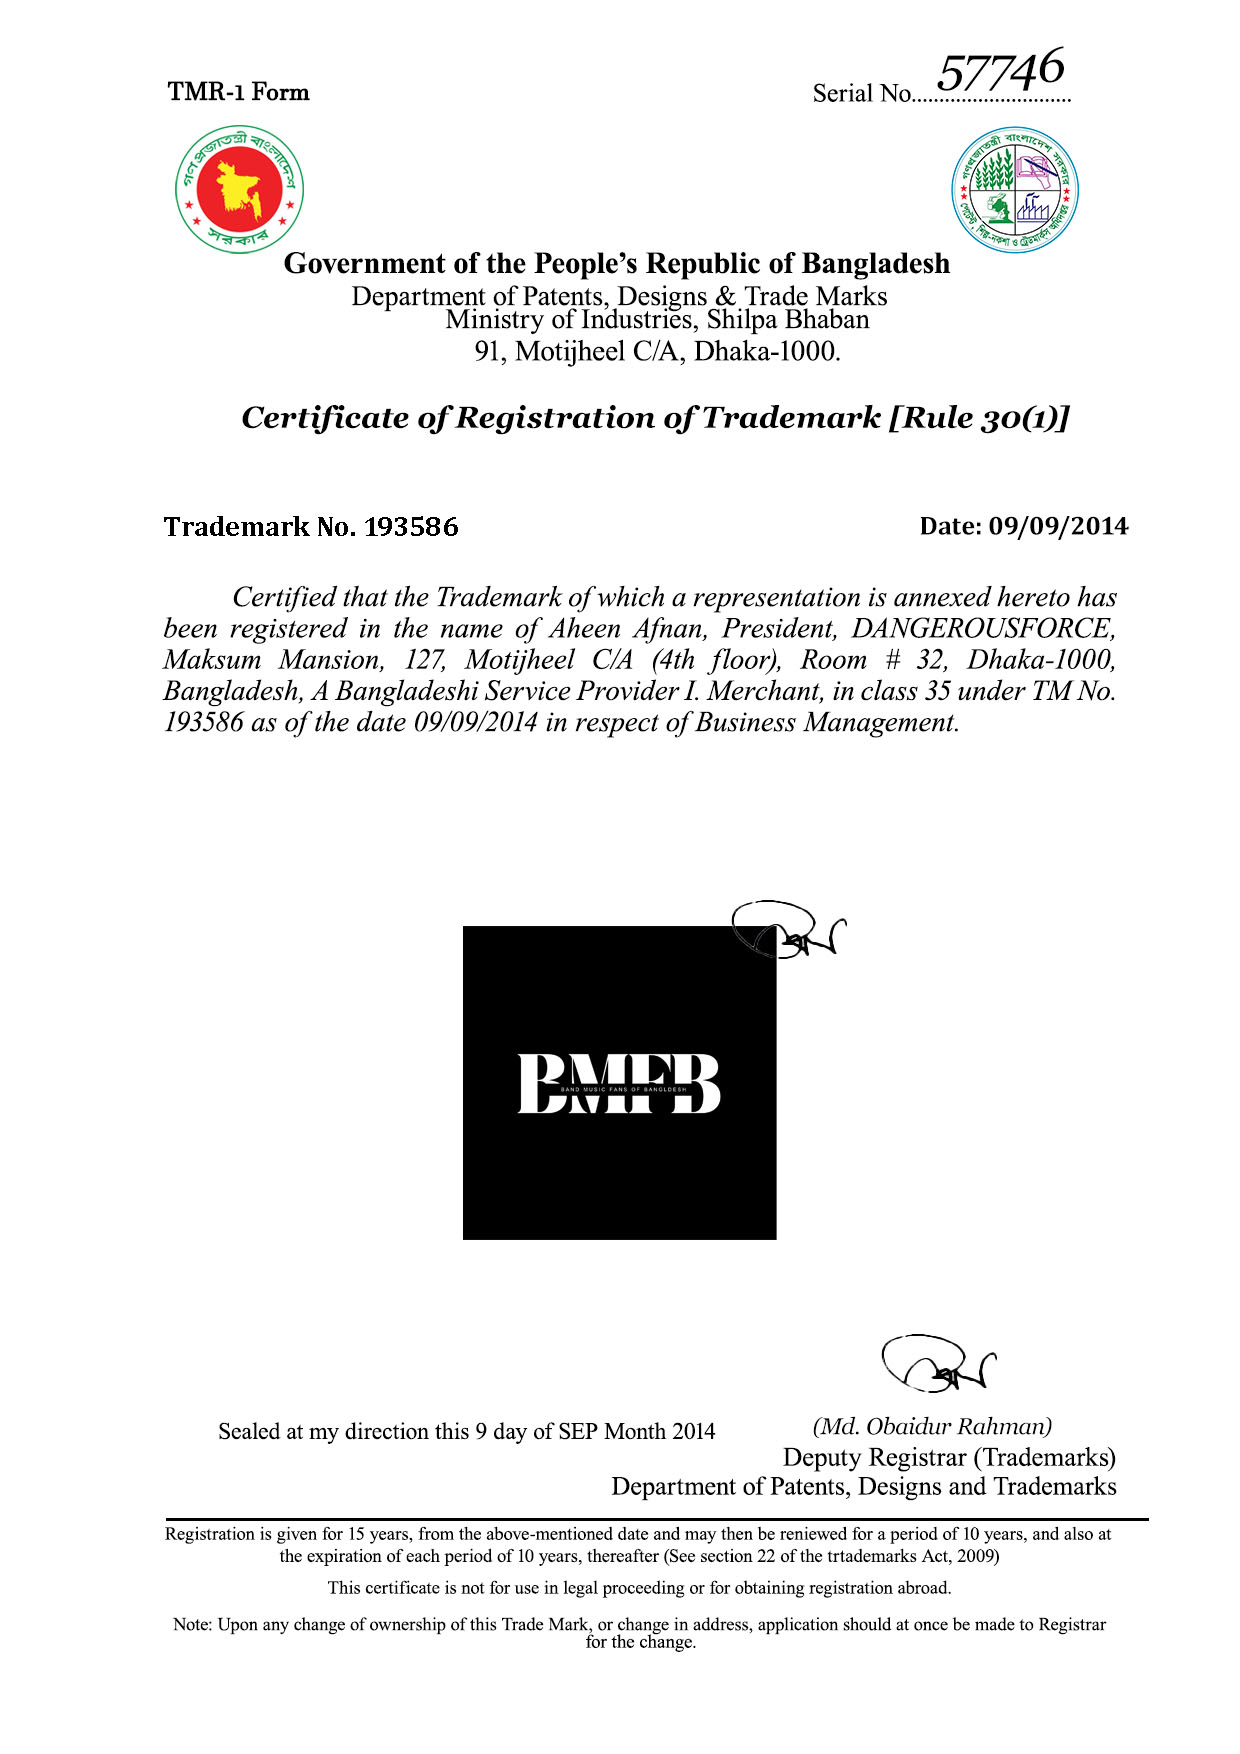 TMR-1 Form
Serial No.............................. 57746
গণপ্রজাতন্ত্রী বাংলাদেশ
সরকার
গণপ্রজাতন্ত্রী বাংলাদেশ সরকার
পেটেন্ট, শিল্প-নকশা ও ট্রেডমার্কস অধিদপ্তর
Government of the People’s Republic of Bangladesh
Department of Patents, Designs & Trade Marks
Ministry of Industries, Shilpa Bhaban
91, Motijheel C/A, Dhaka-1000.
Certificate of Registration of Trademark [Rule 30(1)]
Trademark No. 193586
Date: 09/09/2014
Certified that the Trademark of which a representation is annexed hereto has
been registered in the name of Aheen Afnan, President, DANGEROUSFORCE,
Maksum Mansion, 127, Motijheel C/A (4th floor), Room # 32, Dhaka-1000,
Bangladesh, A Bangladeshi Service Provider I. Merchant, in class 35 under TM No.
193586 as of the date 09/09/2014 in respect of Business Management.
BMFB
BAND MUSIC FANS OF BANGLDESH
Sealed at my direction this 9 day of SEP Month 2014
(Md. Obaidur Rahman)
Deputy Registrar (Trademarks)
Department of Patents, Designs and Trademarks
Registration is given for 15 years, from the above-mentioned date and may then be reniewed for a period of 10 years, and also at
the expiration of each period of 10 years, thereafter (See section 22 of the trtademarks Act, 2009)
This certificate is not for use in legal proceeding or for obtaining registration abroad.
Note: Upon any change of ownership of this Trade Mark, or change in address, application should at once be made to Registrar
for the change.